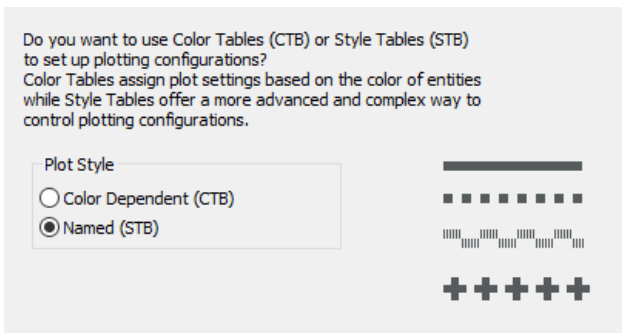 Do you want to use Color Tables (CTB) or Style Tables (STB)
to set up plotting configurations?
Color Tables assign plot settings based on the color of entities
while Style Tables offer a more advanced and complex way to
control plotting configurations.
Plot Style
Color Dependent (CTB)
Named (STB)